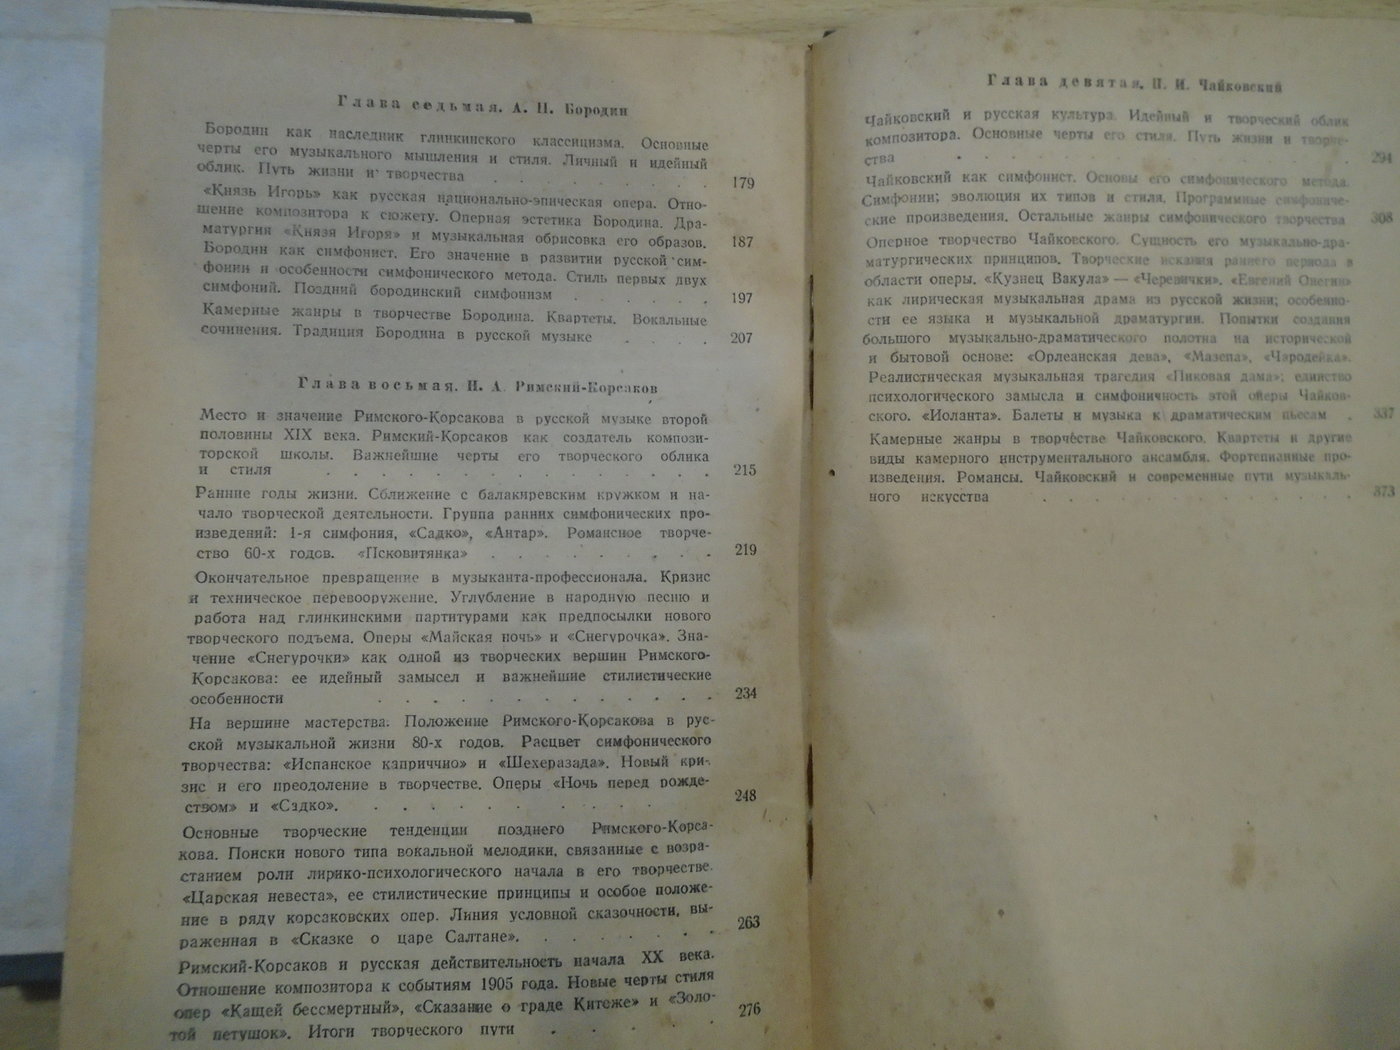 Глава седьмая. А. П. Бородин
Бородин как наследник глинкинского классицизма. Основные
черты его музыкального мышления и стиля. Личный и идейный
облик. Путь жизни и творчества . . . . . . . 179
«Князь Игорь» как русская национально-эпическая опера. Отно-
шение композитора к сюжету. Оперная эстетика Бородина. Дра-
матургия «Князя Игоря» и музыкальная обрисовка его образов. 187
Бородин как симфонист. Его значение в развитии русской сим-
фонии и особенности симфонического метода. Стиль первых двух
симфоний. Поздний бородинский симфонизм . . . . . 197
Камерные жанры в творчестве Бородина. Квартеты. Вокальные
сочинения. Традиция Бородина в русской музыке . . . . 207
Глава восьмая. Н. А. Римский-Корсаков
Место и значение Римского-Корсакова в русской музыке второй
половины XIX века. Римский-Корсаков как создатель компози-
торской школы. Важнейшие черты его творческого облика
и стиля . . . . . . . . . . . 215
Ранние годы жизни. Сближение с балакиревским кружком и на-
чало творческой деятельности. Группа ранних симфонических про-
изведений: 1-я симфония, «Садко», «Антар». Романсное творче-
ство 60-х годов. «Псковитянка» . . . . . . . . 219
Окончательное превращение в музыканта-профессионала. Кризис
и техническое перевооружение. Углубление в народную песню и
работа над глинкинскими партитурами как предпосылки нового
творческого подъема. Оперы «Майская ночь» и «Снегурочка». Зна-
чение «Снегурочки» как одной из творческих вершин Римского-
Корсакова: ее идейный замысел и важнейшие стилистические
особенности . . . . . . . . . . 234
На вершине мастерства. Положение Римского-Корсакова в рус-
ской музыкальной жизни 80-х годов. Расцвет симфонического
творчества: «Испанское каприччио» и «Шехеразада». Новый кри-
зис и его преодоление в творчестве. Оперы «Ночь перед рожде-
ством» и «Садко». . . . . . . . . . 248
Основные творческие тенденции позднего Римского-Корса-
кова. Поиски нового типа вокальной мелодики, связанные с возра-
станием роли лирико-психологического начала в его творчестве.
«Царская невеста», ее стилистические принципы и особое положе-
ние в ряду корсаковских опер. Линия условной сказочности, вы-
раженная в «Сказке о царе Салтане». . . . . . . 263
Римский-Корсаков и русская действительность начала XX века.
Отношение композитора к событиям 1905 года. Новые черты стиля
опер «Кащей бессмертный», «Сказание о граде Китеже» и «Золо-
той петушок». Итоги творческого пути . . . . . 276
Глава девятая. П. И. Чайковский
Чайковский и русская культура. Идейный и творческий облик
композитора. Основные черты его стиля. Путь жизни и творче-
ства . . . . . . . . . . . 294
Чайковский как симфонист. Основы его симфонического метода.
Симфонии; эволюция их типов и стиля. Программные симфониче-
ские произведения. Остальные жанры симфонического творчества 308
Оперное творчество Чайковского. Сущность его музыкально-дра-
матургических принципов. Творческие искания раннего периода в
области оперы. «Кузнец Вакула» — «Черевички». «Евгений Онегин»
как лирическая музыкальная драма из русской жизни; особенно-
сти ее языка и музыкальной драматургии. Попытки создания
большого музыкально-драматического полотна на исторической
и бытовой основе: «Орлеанская дева», «Мазепа», «Чародейка».
Реалистическая музыкальная трагедия «Пиковая дама»; единство
психологического замысла и симфоничность этой оперы Чайков-
ского. «Иоланта». Балеты и музыка к драматическим пьесам . 337
Камерные жанры в творчестве Чайковского. Квартеты и другие
виды камерного инструментального ансамбля. Фортепианные про-
изведения. Романсы. Чайковский и современные пути музыкаль-
ного искусства . . . . . . . . . 373